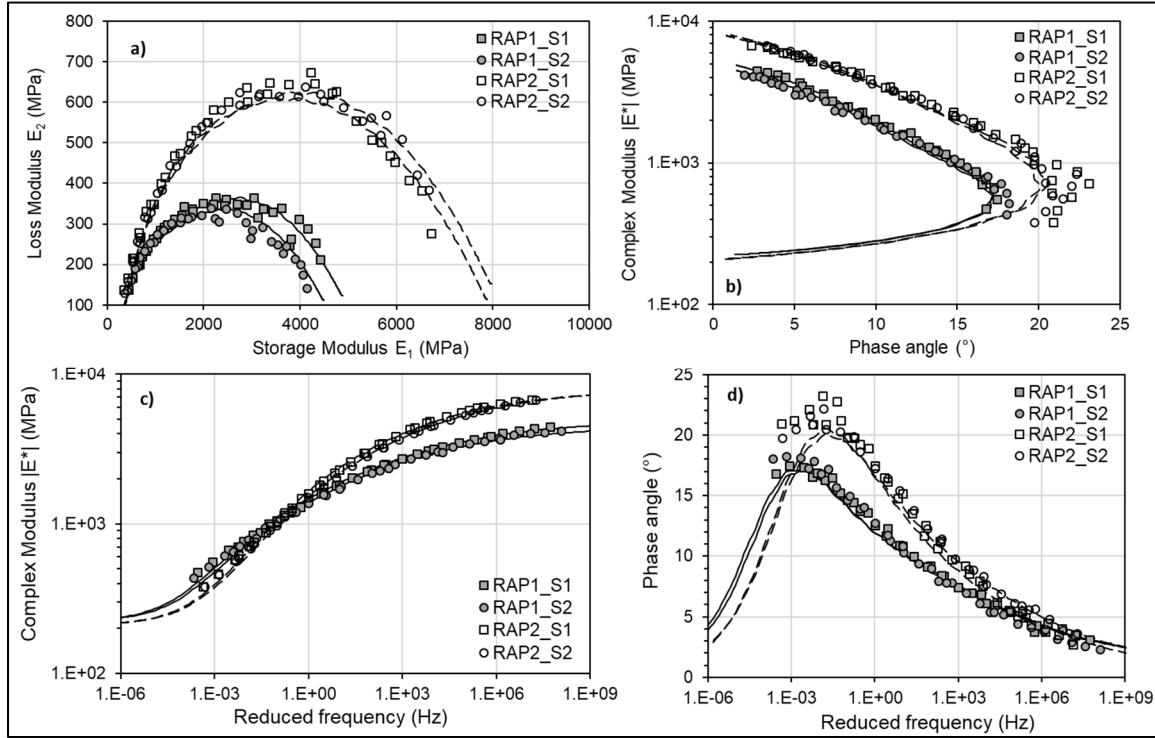 a)
Loss Modulus E₂ (MPa)
800
700
600
500
400
300
200
100
0
2000
4000
6000
8000
10000
Storage Modulus E₁ (MPa)
RAP1_S1
RAP1_S2
RAP2_S1
RAP2_S2
b)
Complex Modulus |E*| (MPa)
1.E+04
1.E+03
1.E+02
0
5
10
15
20
25
Phase angle (°)
RAP1_S1
RAP1_S2
RAP2_S1
RAP2_S2
c)
Complex Modulus |E*| (MPa)
1.E+04
1.E+03
1.E+02
1.E-06
1.E-03
1.E+00
1.E+03
1.E+06
1.E+09
Reduced frequency (Hz)
RAP1_S1
RAP1_S2
RAP2_S1
RAP2_S2
d)
Phase angle (°)
25
20
15
10
5
0
1.E-06
1.E-03
1.E+00
1.E+03
1.E+06
1.E+09
Reduced frequency (Hz)
RAP1_S1
RAP1_S2
RAP2_S1
RAP2_S2